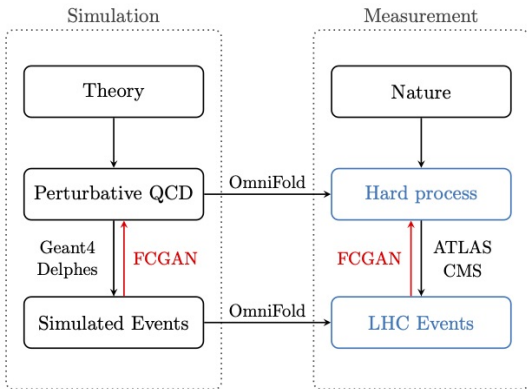 Simulation
Measurement
Theory
Nature
Perturbative QCD
OmniFold
Hard process
Geant4
Delphes
FCGAN
FCGAN
ATLAS
CMS
Simulated Events
OmniFold
LHC Events